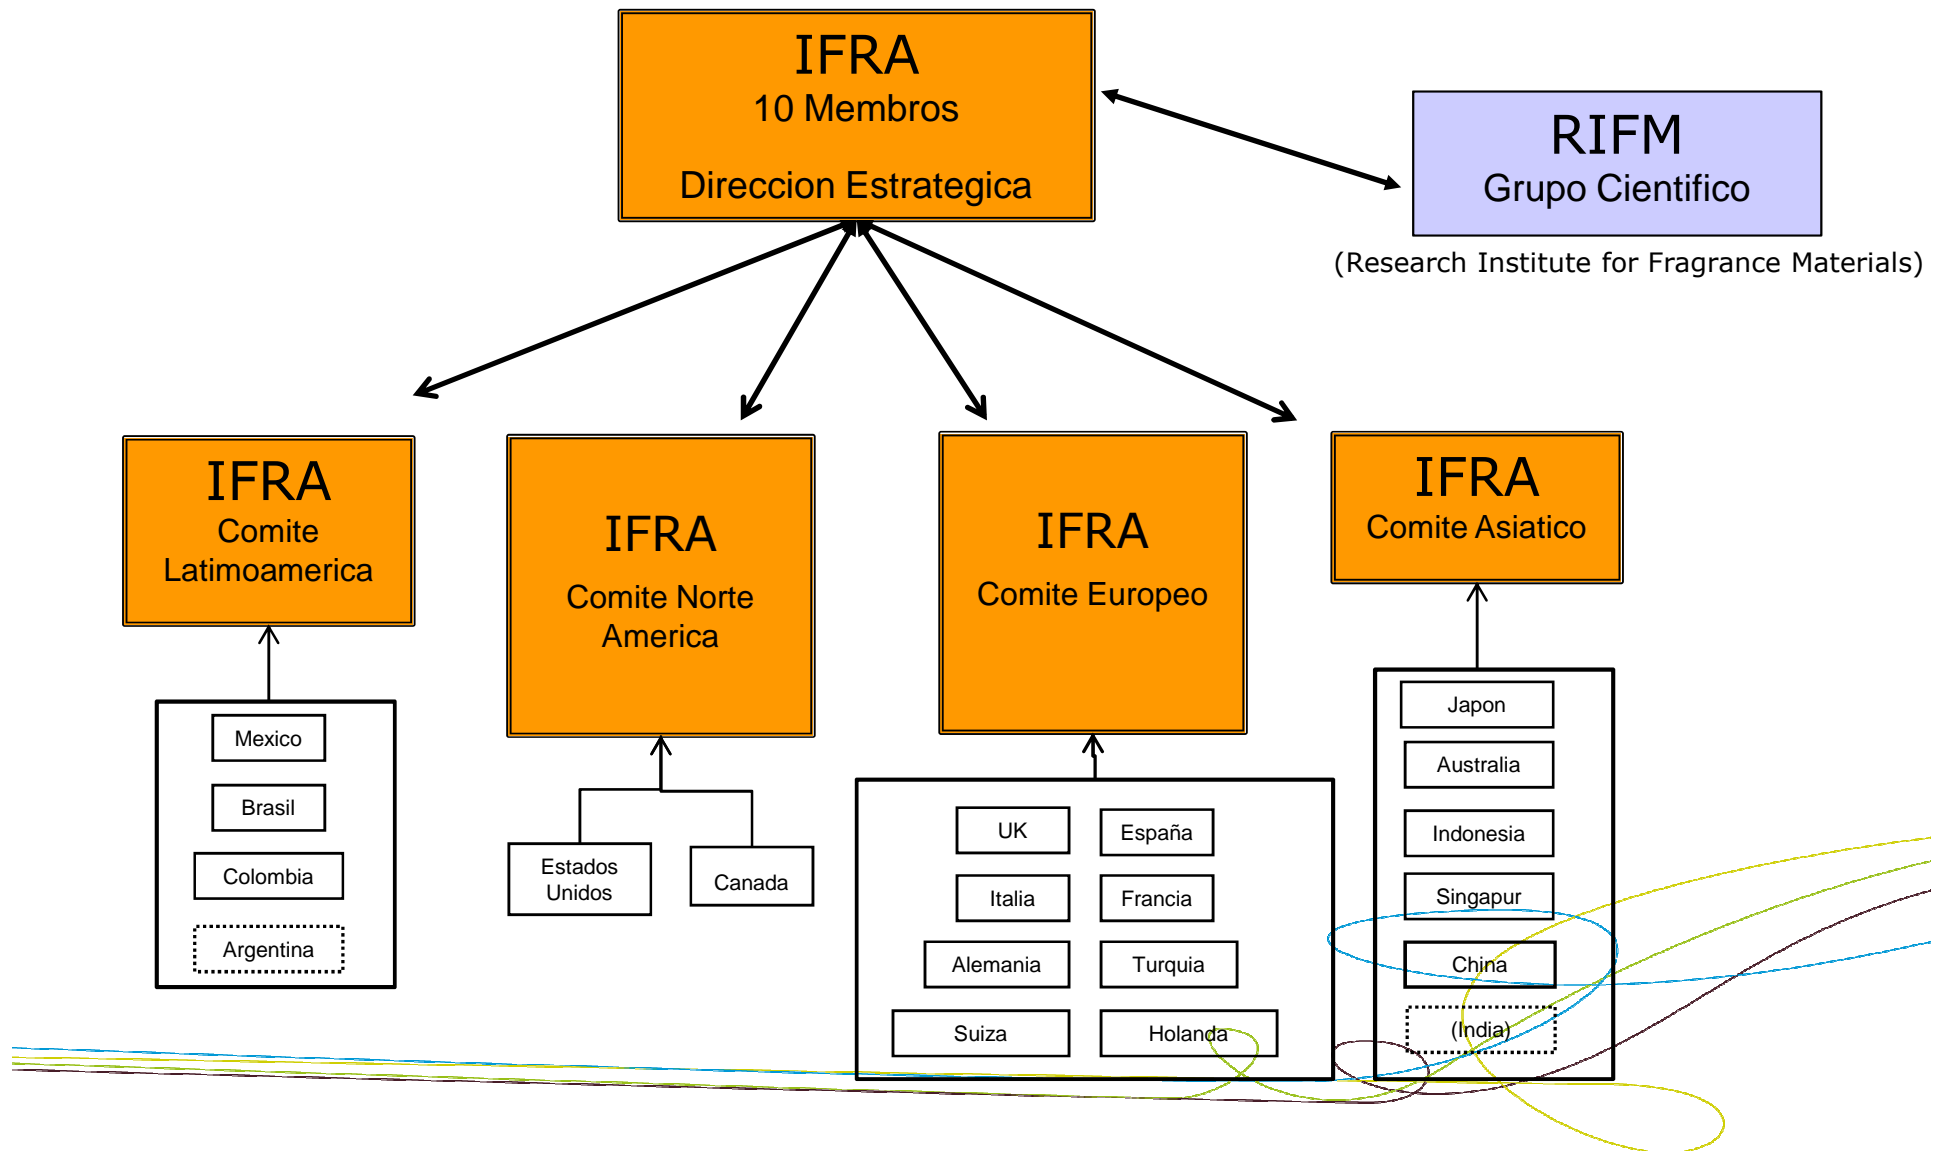 IFRA
10 Membros
Direccion Estrategica
RIFM
Grupo Cientifico
(Research Institute for Fragrance Materials)
IFRA
Comite
Latimoamerica
IFRA
Comite Norte
America
IFRA
Comite Europeo
IFRA
Comite Asiatico
Mexico
Brasil
Colombia
Argentina
Estados
Unidos
Canada
UK
España
Italia
Francia
Alemania
Turquia
Suiza
Holanda
Japon
Australia
Indonesia
Singapur
China
(India)